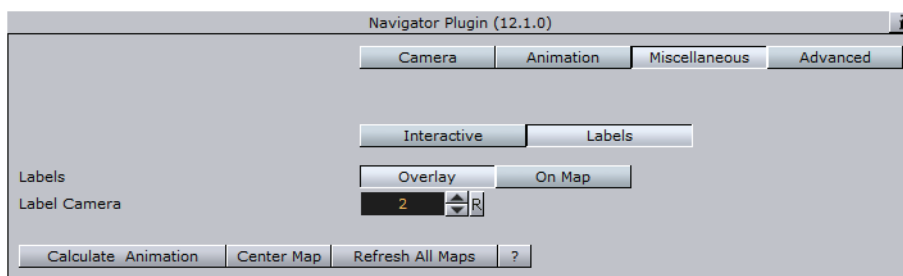 Navigator Plugin (12.1.0) i
Camera Animation Miscellaneous Advanced
Interactive Labels
Labels Overlay On Map
Label Camera 2 R
Calculate Animation Center Map Refresh All Maps ?